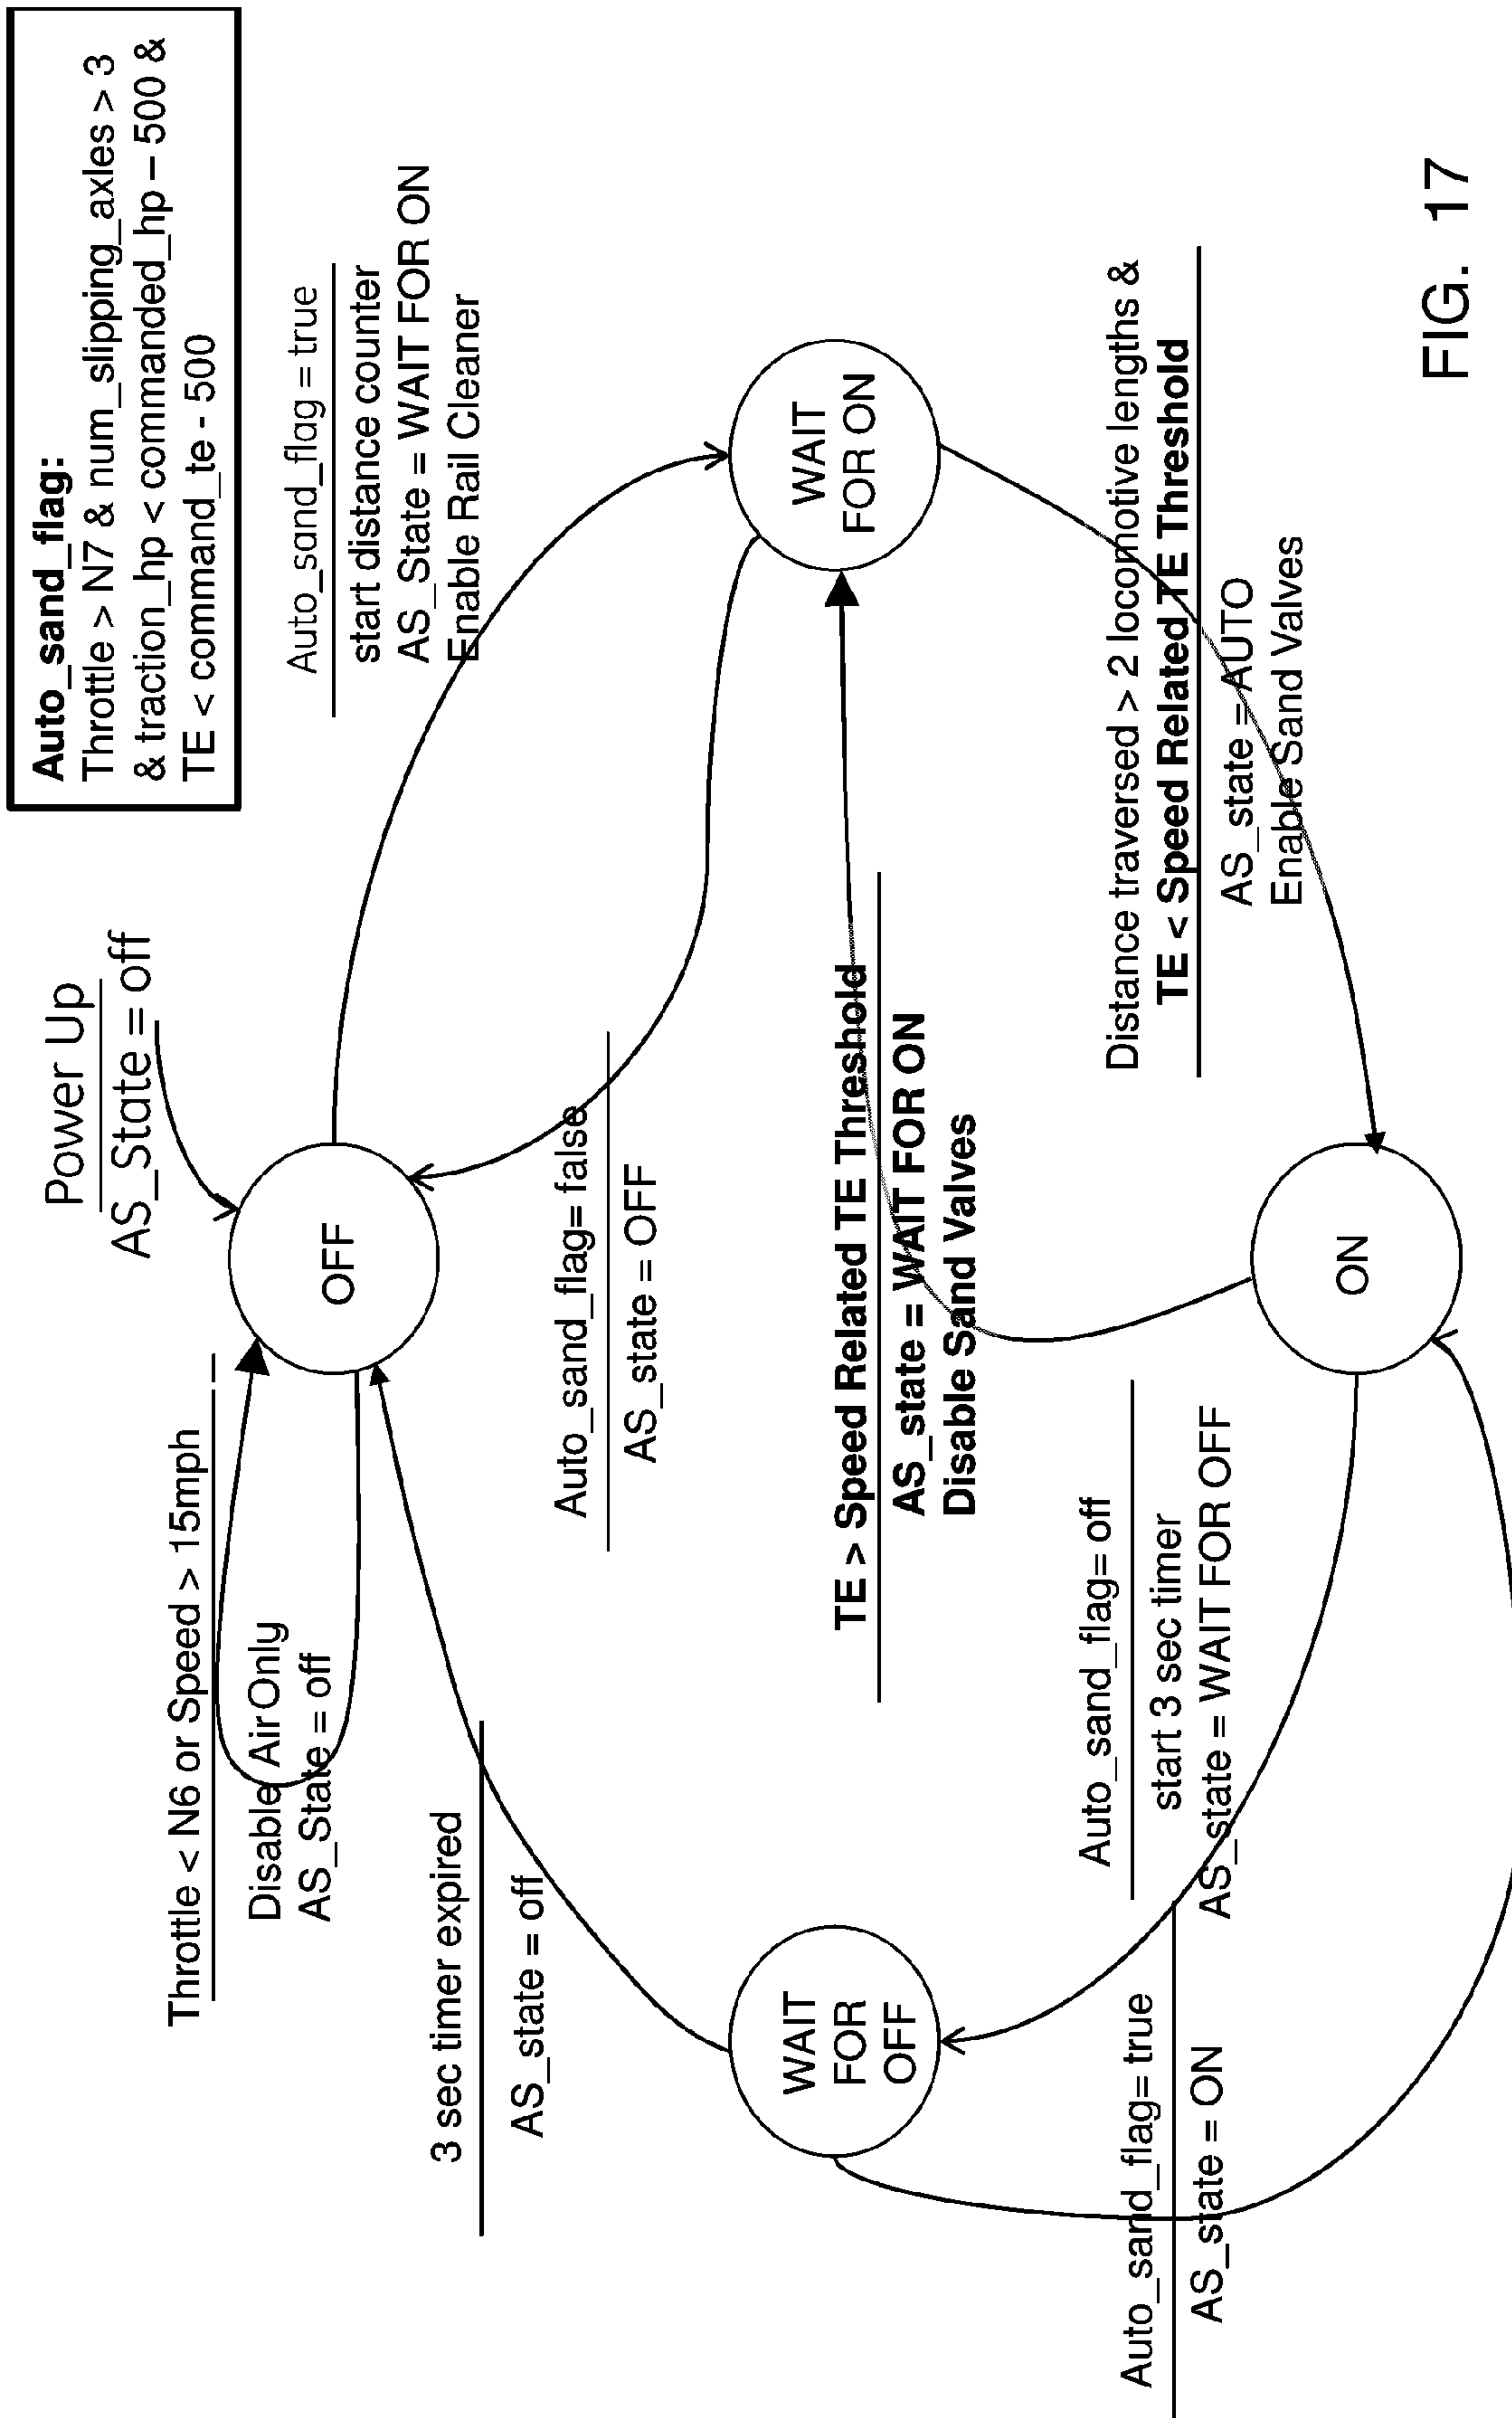 Power Up
AS_State = off
Auto_sand_flag:
Throttle > N7 & num_slipping_axles > 3
& traction_hp < commanded_hp – 500 &
TE < command_te - 500
Throttle < N6 or Speed > 15mph
Disable AirOnly
AS_State = off
OFF
Auto_sand_flag = true
start distance counter
AS_State = WAIT FOR ON
Enable Rail Cleaner
3 sec timer expired
AS_state = off
Auto_sand_flag= false
AS_state = OFF
WAIT
FOR
OFF
WAIT
FOR ON
TE > Speed Related TE Threshold
AS_state = WAIT FOR ON
Disable Sand Valves
Auto_sand_flag= off
start 3 sec timer
AS_state = WAIT FOR OFF
Distance traversed > 2 locomotive lengths &
TE < Speed Related TE Threshold
AS_state = AUTO
Enable Sand Valves
Auto_sand_flag= true
AS_state = ON
ON
FIG. 17